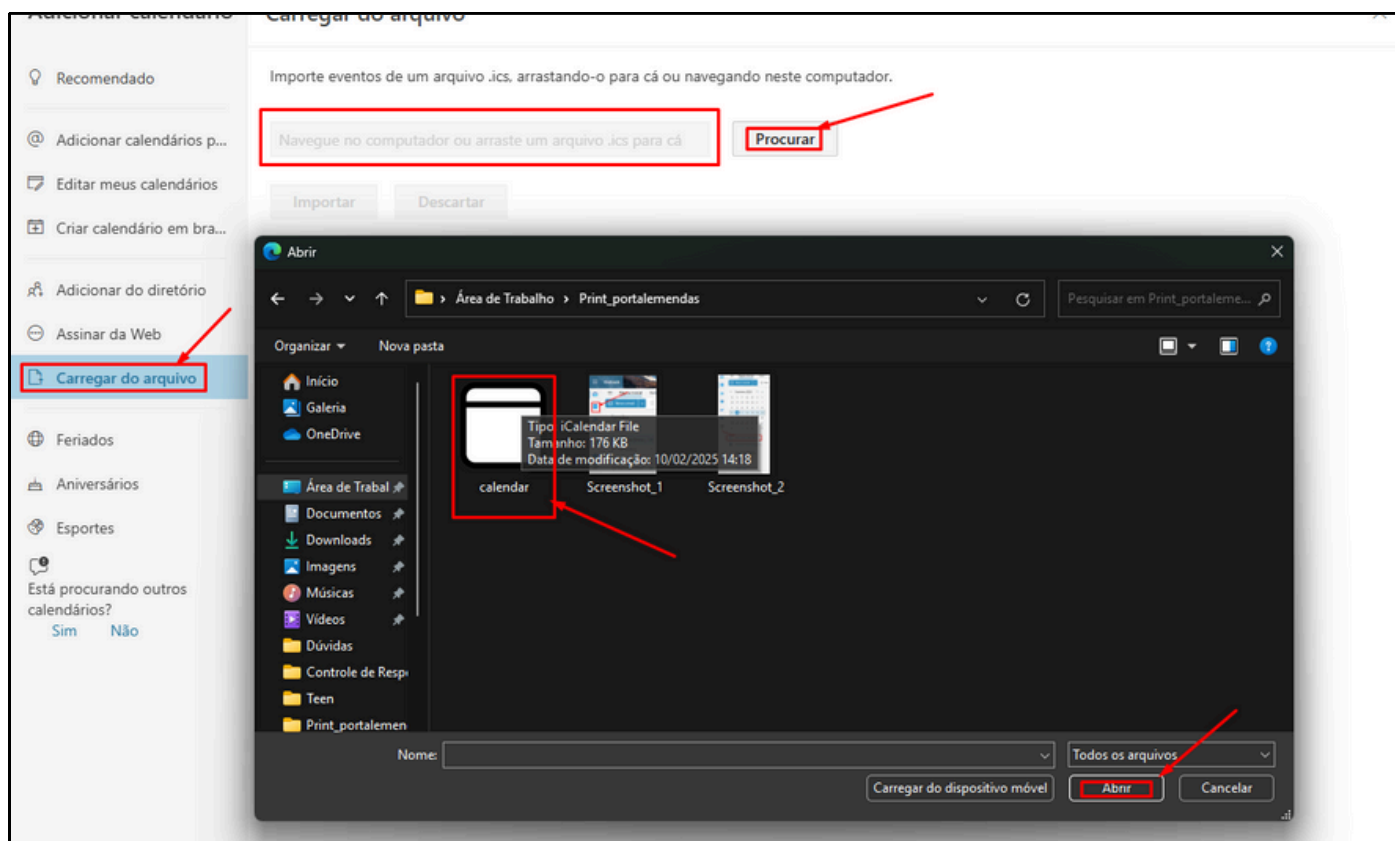 Adicionar calendário
Carregar do arquivo
Recomendado
Importe eventos de um arquivo .ics, arrastando-o para cá ou navegando neste computador.
Adicionar calendários p...
Navegue no computador ou arraste um arquivo .ics para cá
Procurar
Editar meus calendários
Importar Descartar
Criar calendário em bra...
Adicionar do diretório
Assinar da Web
Carregar do arquivo
Feriados
Aniversários
Esportes
Está procurando outros
calendários?
Sim Não
Abrir
Área de Trabalho › Print_portalemendas
Pesquisar em Print_portaleme...
Organizar Nova pasta
Início
Galeria
OneDrive
Área de Trabal
Documentos
Downloads
Imagens
Músicas
Vídeos
Dúvidas
Controle de Resp
Teen
Print_portalemen
Tipo: iCalendar File
Tamanho: 176 KB
Data de modificação: 10/02/2025 14:18
calendar Screenshot_1 Screenshot_2
Nome:
Todos os arquivos
Carregar do dispositivo móvel Abrir Cancelar